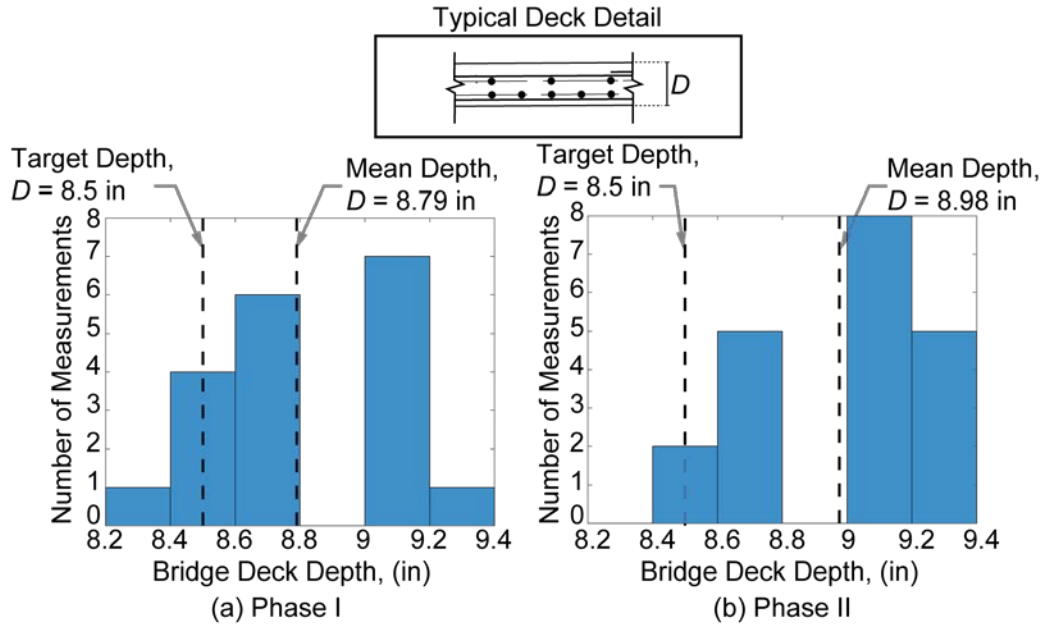 Typical Deck Detail
D
Target Depth,
D = 8.5 in
Mean Depth,
D = 8.79 in
Number of Measurements
8
7
6
5
4
3
2
1
0
8.2 8.4 8.6 8.8 9 9.2 9.4
Bridge Deck Depth, (in)
(a) Phase I
Target Depth,
D = 8.5 in
Mean Depth,
D = 8.98 in
Number of Measurements
8
7
6
5
4
3
2
1
0
8.2 8.4 8.6 8.8 9 9.2 9.4
Bridge Deck Depth, (in)
(b) Phase II